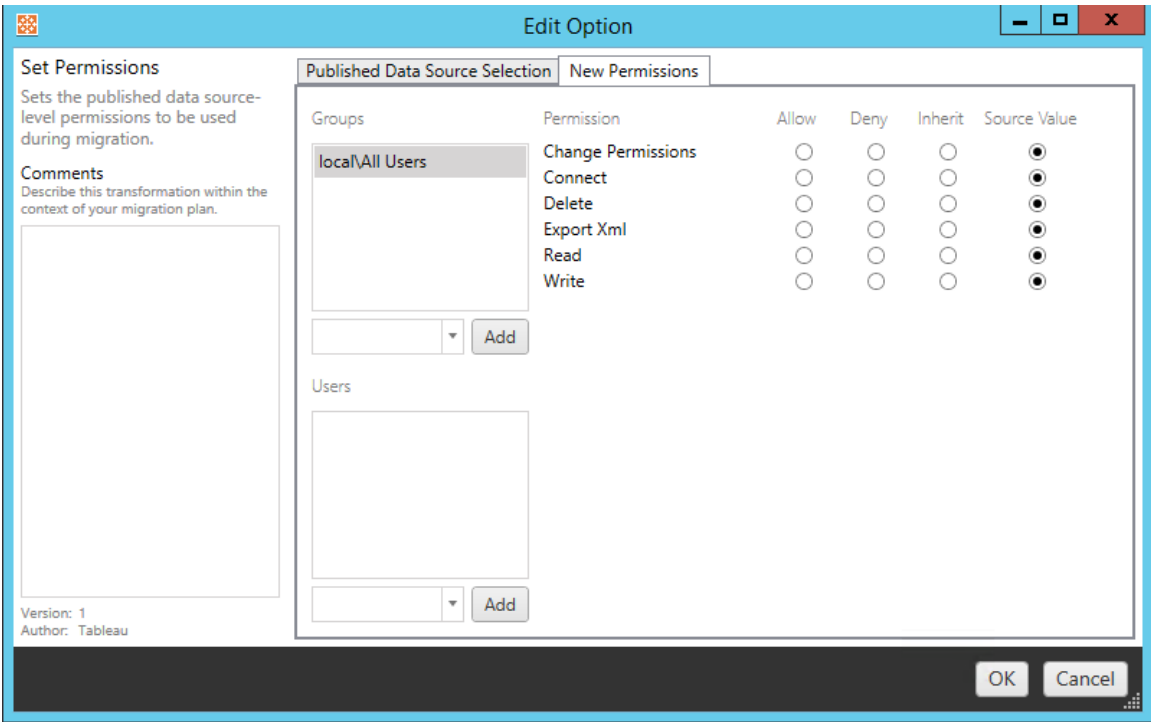 Edit Option
x
Set Permissions
Sets the published data source-
level permissions to be used
during migration.
Comments
Describe this transformation within the
context of your migration plan.
Version: 1
Author: Tableau
Published Data Source Selection New Permissions
Groups
local\All Users
Add
Users
Add
Permission Allow Deny Inherit Source Value
Change Permissions
Connect
Delete
Export Xml
Read
Write
OK Cancel